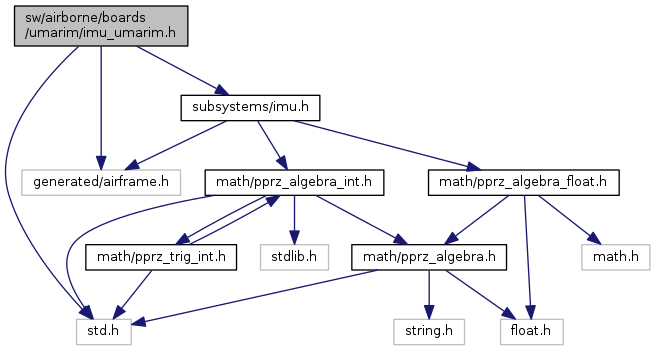 sw/airborne/boards
/umarim/imu_umarim.h
subsystems/imu.h
generated/airframe.h
math/pprz_algebra_int.h
math/pprz_algebra_float.h
math/pprz_trig_int.h
stdlib.h
math/pprz_algebra.h
math.h
std.h
string.h
float.h